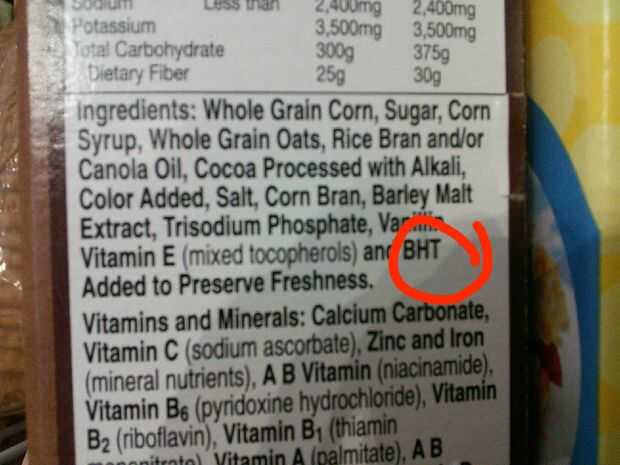 Sodium Less than 2,400mg 2,400mg
Potassium 3,500mg 3,500mg
Total Carbohydrate 300g 375g
Dietary Fiber 25g 30g
Ingredients: Whole Grain Corn, Sugar, Corn
Syrup, Whole Grain Oats, Rice Bran and/or
Canola Oil, Cocoa Processed with Alkali,
Color Added, Salt, Corn Bran, Barley Malt
Extract, Trisodium Phosphate, Vanillin
Vitamin E (mixed tocopherols) and BHT
Added to Preserve Freshness.
Vitamins and Minerals: Calcium Carbonate,
Vitamin C (sodium ascorbate), Zinc and Iron
(mineral nutrients), A B Vitamin (niacinamide),
Vitamin B6 (pyridoxine hydrochloride), Vitamin
B2 (riboflavin), Vitamin B1 (thiamin
mononitrate), Vitamin A (palmitate), A B